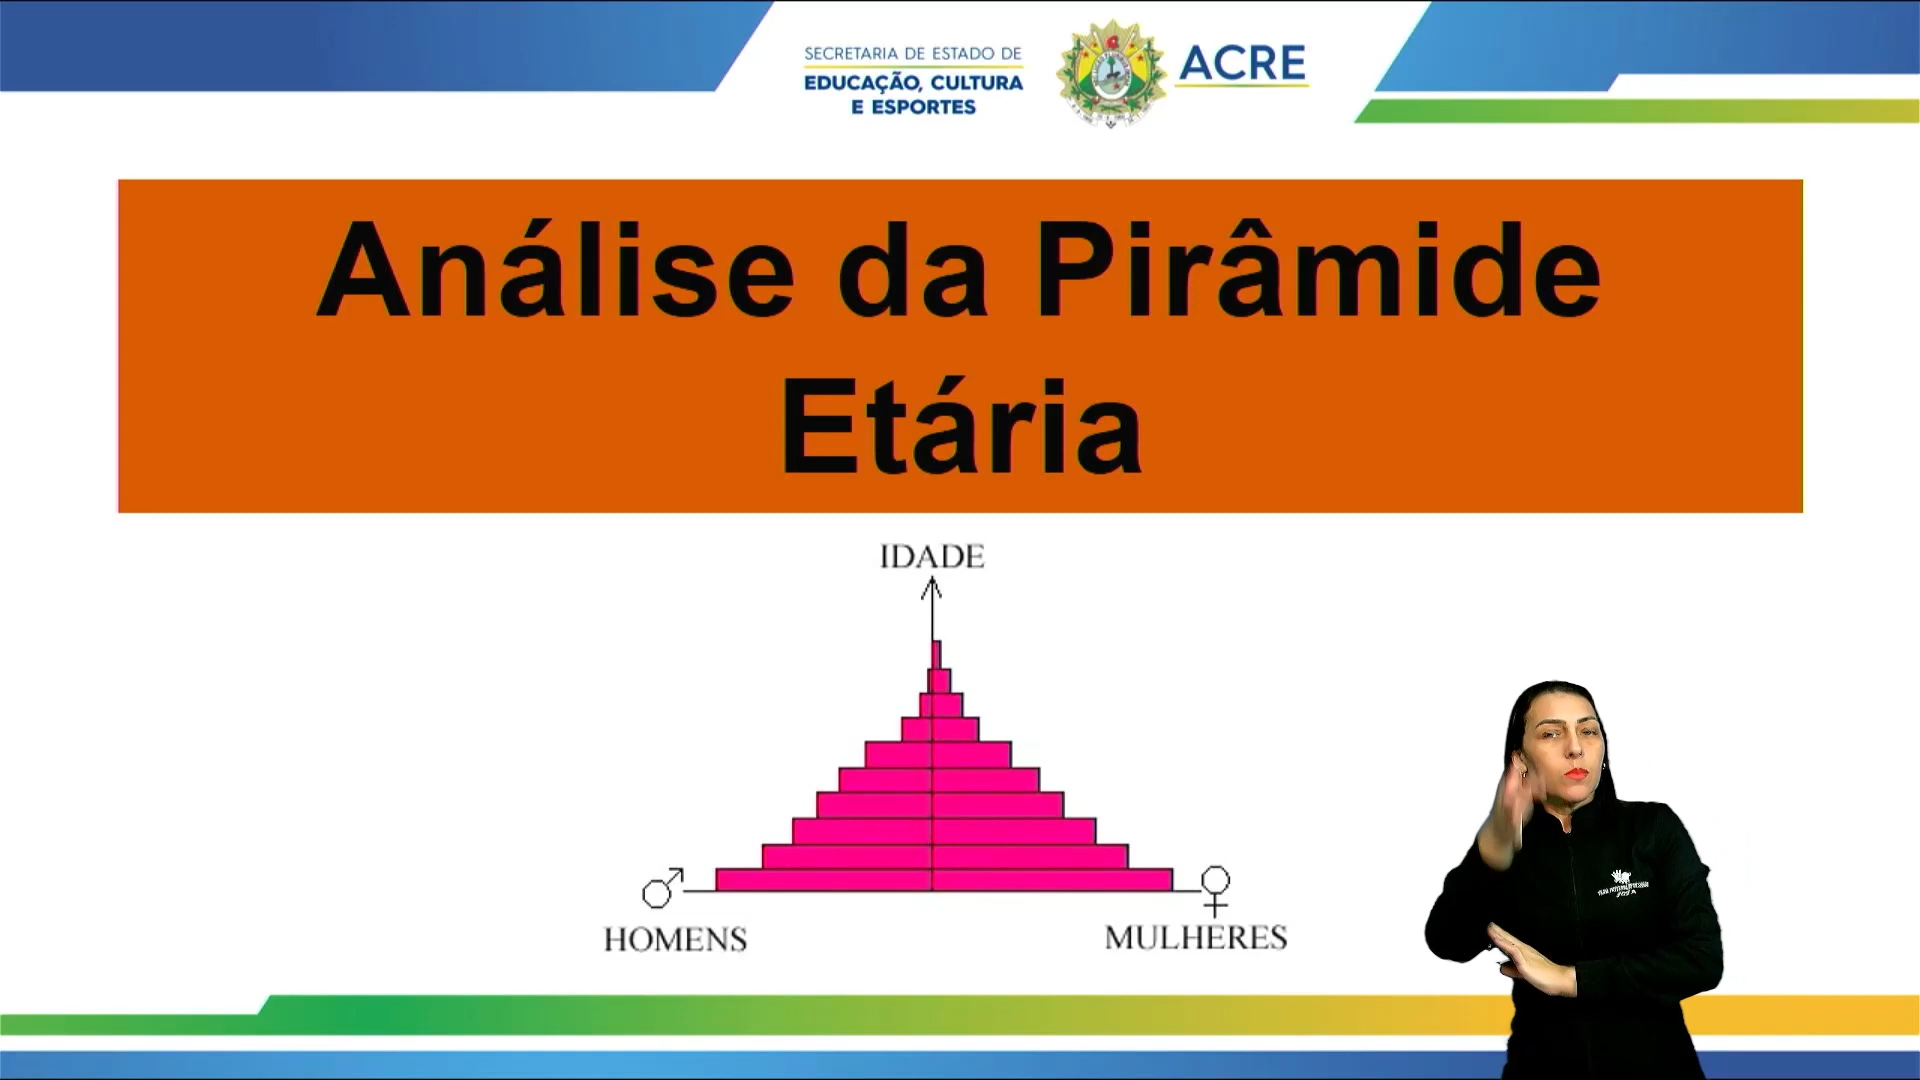 SECRETARIA DE ESTADO DE
EDUCAÇÃO, CULTURA
E ESPORTES
ACRE
Análise da Pirâmide
Etária
IDADE
HOMENS
MULHERES